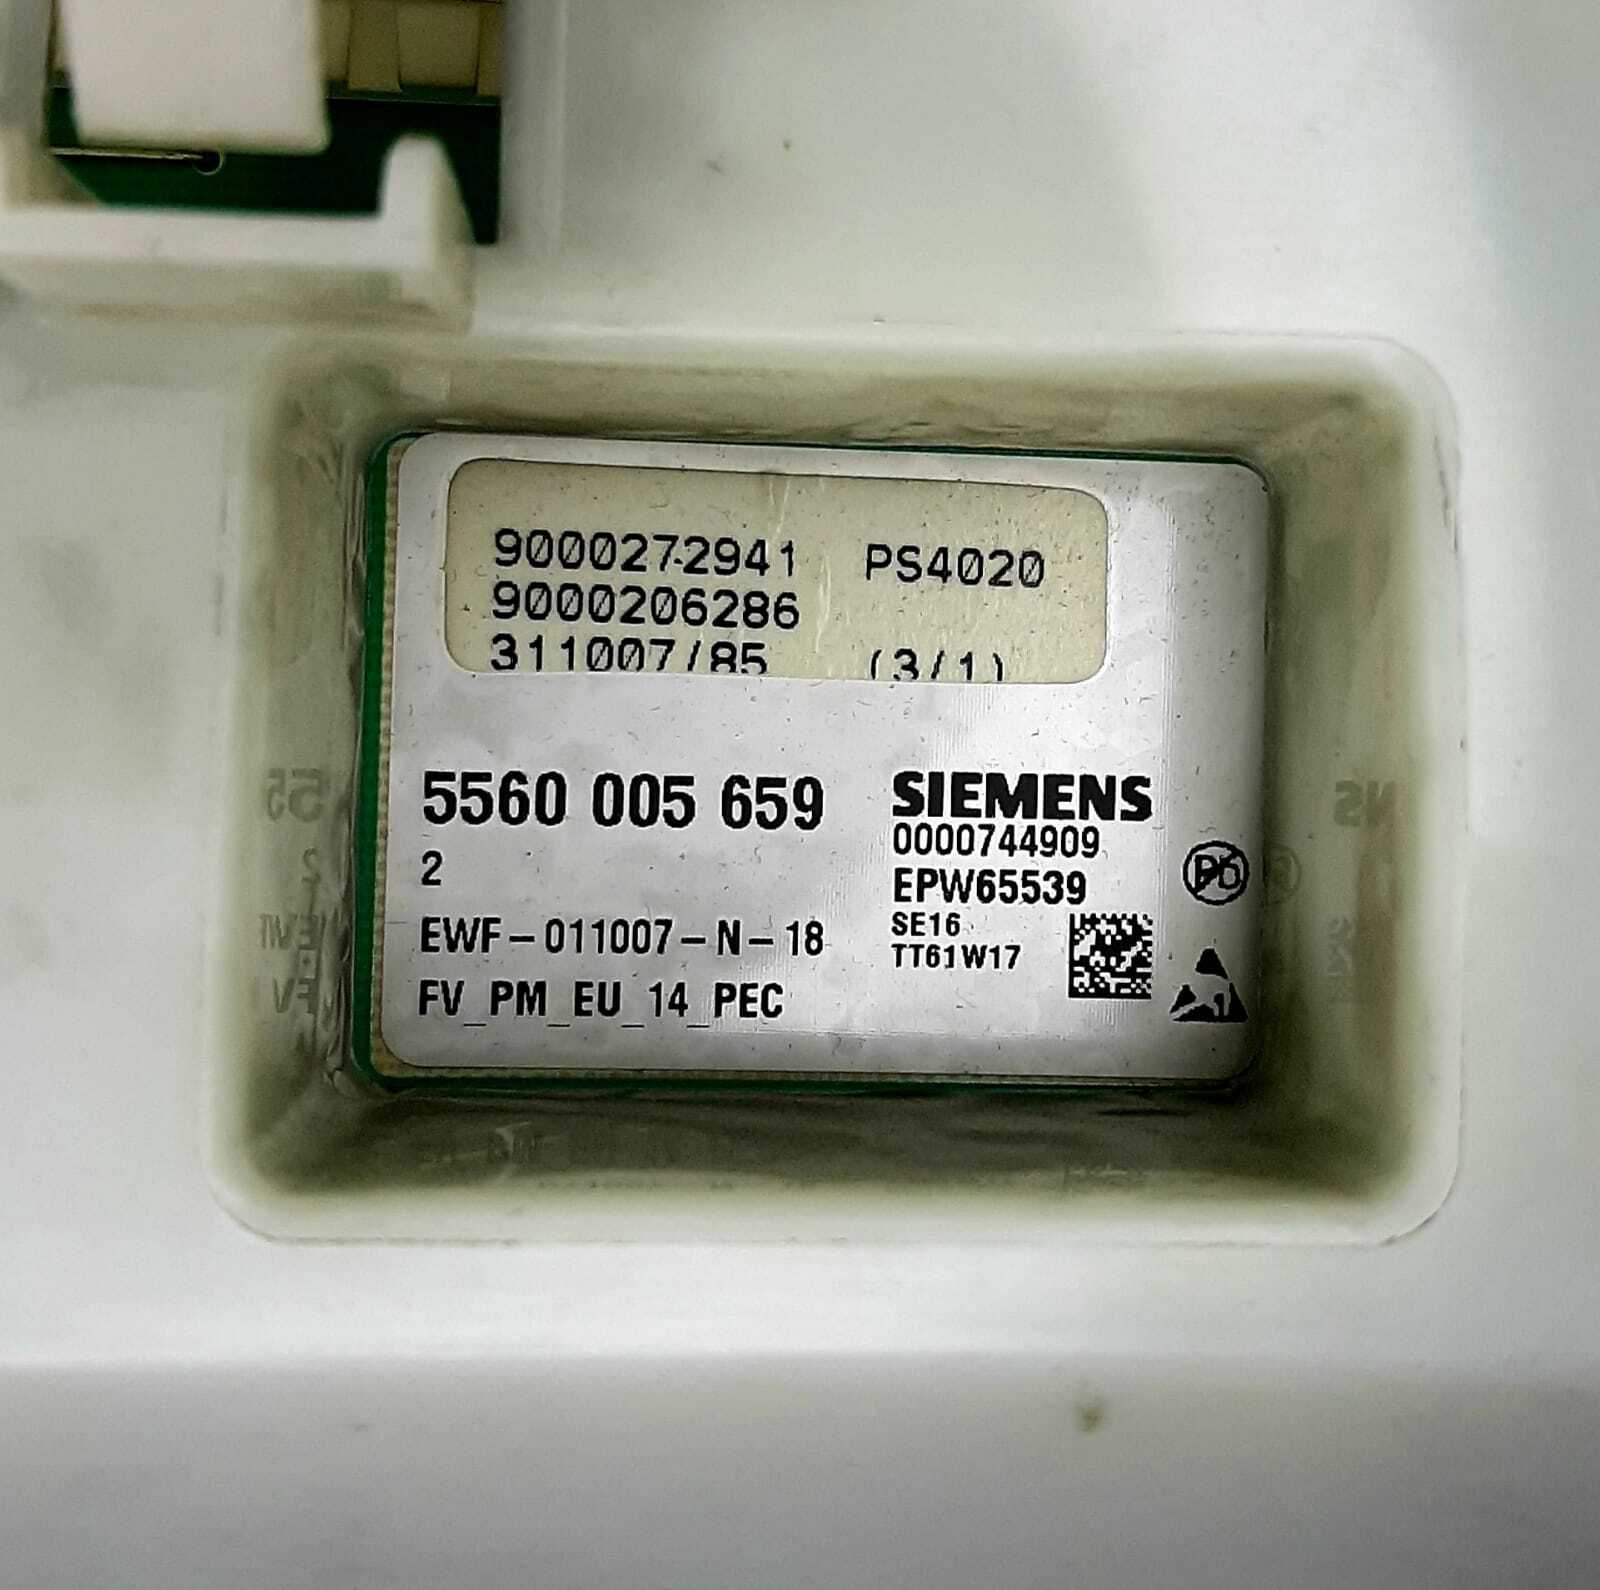 9000272941 PS4020
9000206286
311007/85 (3/1)
5560 005 659
2
EWF-011007-N-18
FV_PM_EU_14_PEC
SIEMENS
0000744909
EPW65539
SE16
TT61W17
Pb